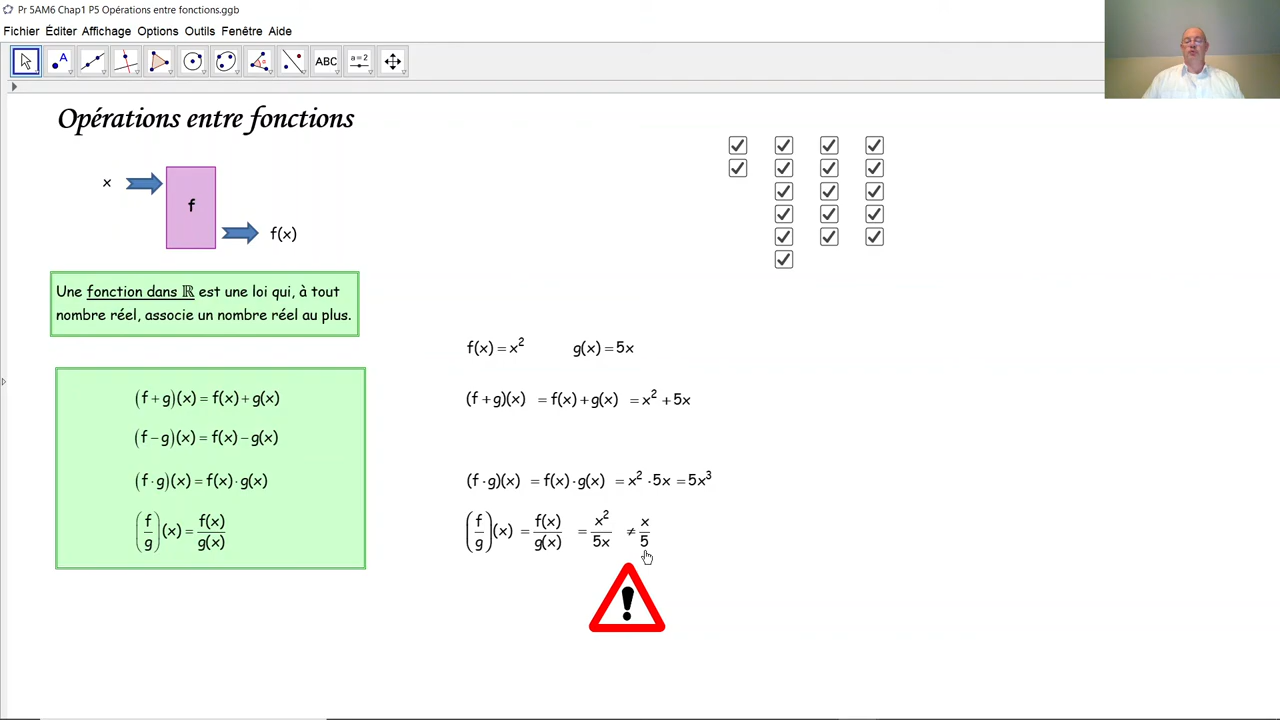 Pr 5AM6 Chap1 P5 Opérations entre fonctions.ggb
Fichier Éditer Affichage Options Outils Fenêtre Aide
A ABC a=2
Opérations entre fonctions
x
f
f(x)
Une fonction dans ℝ est une loi qui, à tout
nombre réel, associe un nombre réel au plus.
f(x) = x² g(x) = 5x
(f+g)(x) = f(x)+g(x)
(f−g)(x) = f(x)−g(x)
(f·g)(x) = f(x)·g(x)
(f/g)(x) = f(x)/g(x)
(f+g)(x) = f(x)+g(x) = x²+5x
(f·g)(x) = f(x)·g(x) = x²·5x = 5x³
(f/g)(x) = f(x)/g(x) = x²/5x ≠ x/5
!